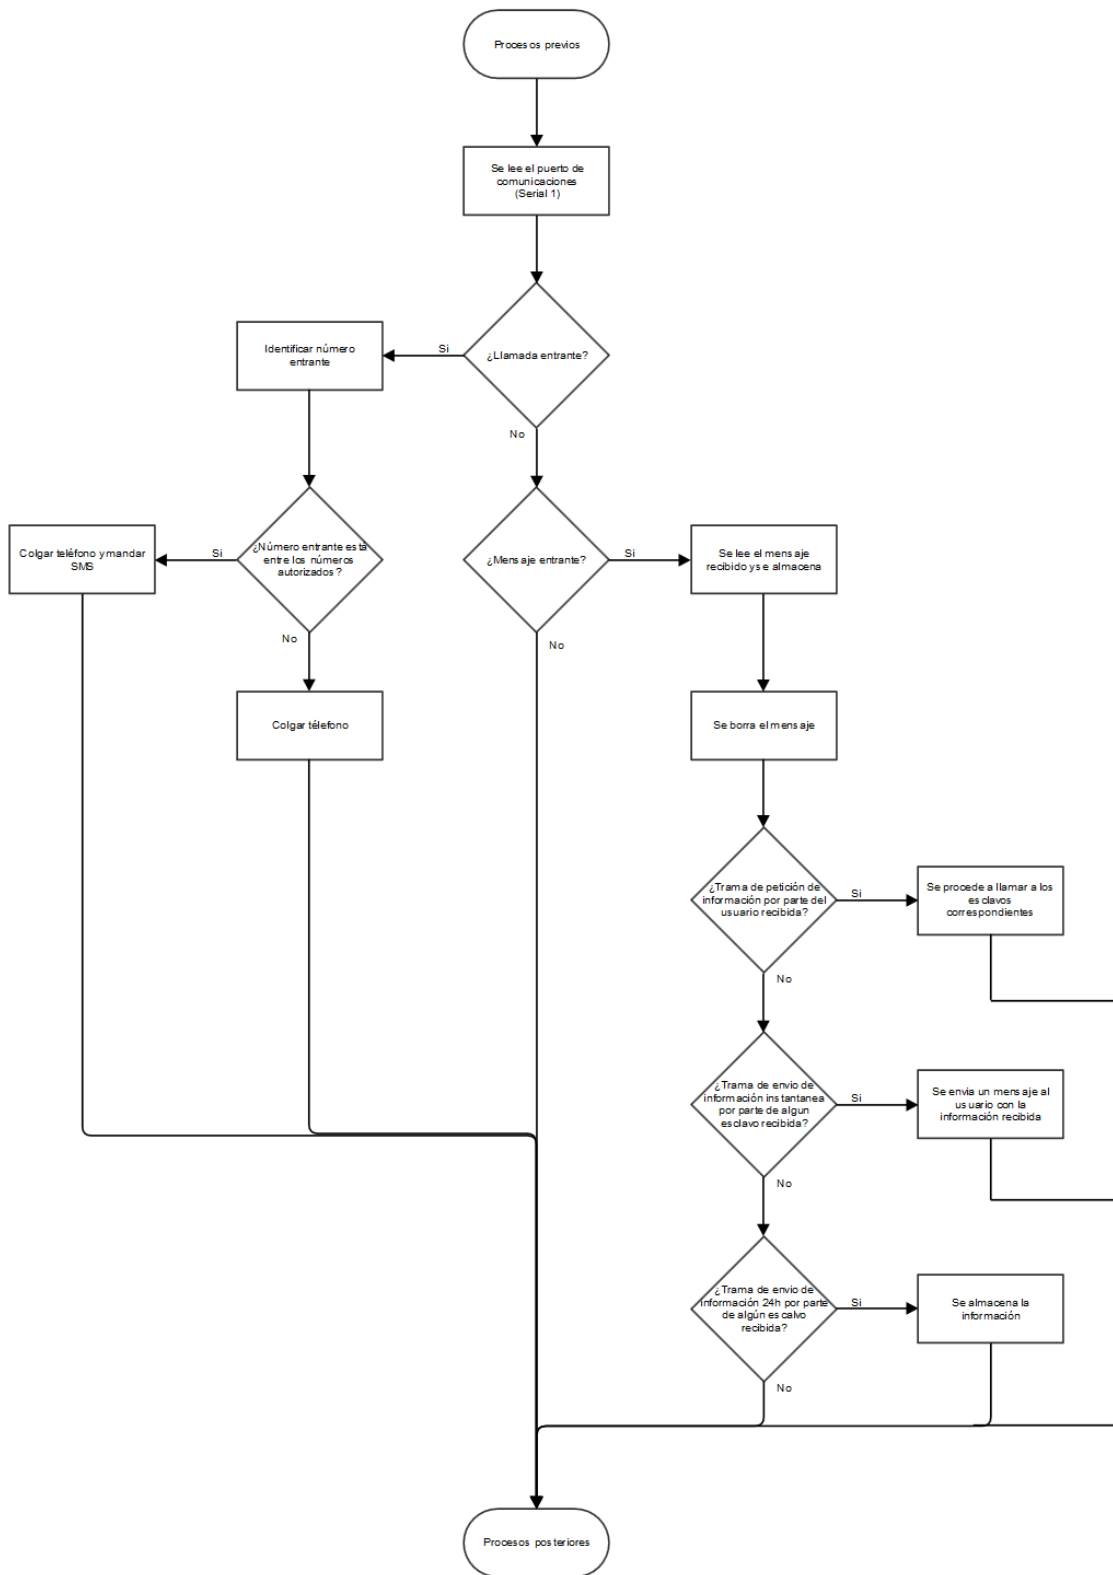 Procesos previos
Se lee el puerto de
comunicaciones
(Serial 1)
¿Llamada entrante?
Si
Identificar número
entrante
No
¿Número entrante está
entre los números
autorizados?
Si
Colgar teléfono y mandar
SMS
No
Colgar télefono
¿Mensaje entrante?
Si
Se lee el mensaje
recibido y se almacena
No
Se borra el mensaje
¿Trama de petición de
información por parte del
usuario recibida?
Si
Se procede a llamar a los
esclavos
correspondientes
No
¿Trama de envio de
información instantanea
por parte de algun
esclavo recibida?
Si
Se envia un mensaje al
usuario con la
información recibida
No
¿Trama de envio de
información 24h por parte
de algún escalvo
recibida?
Si
Se almacena la
información
No
Procesos posteriores